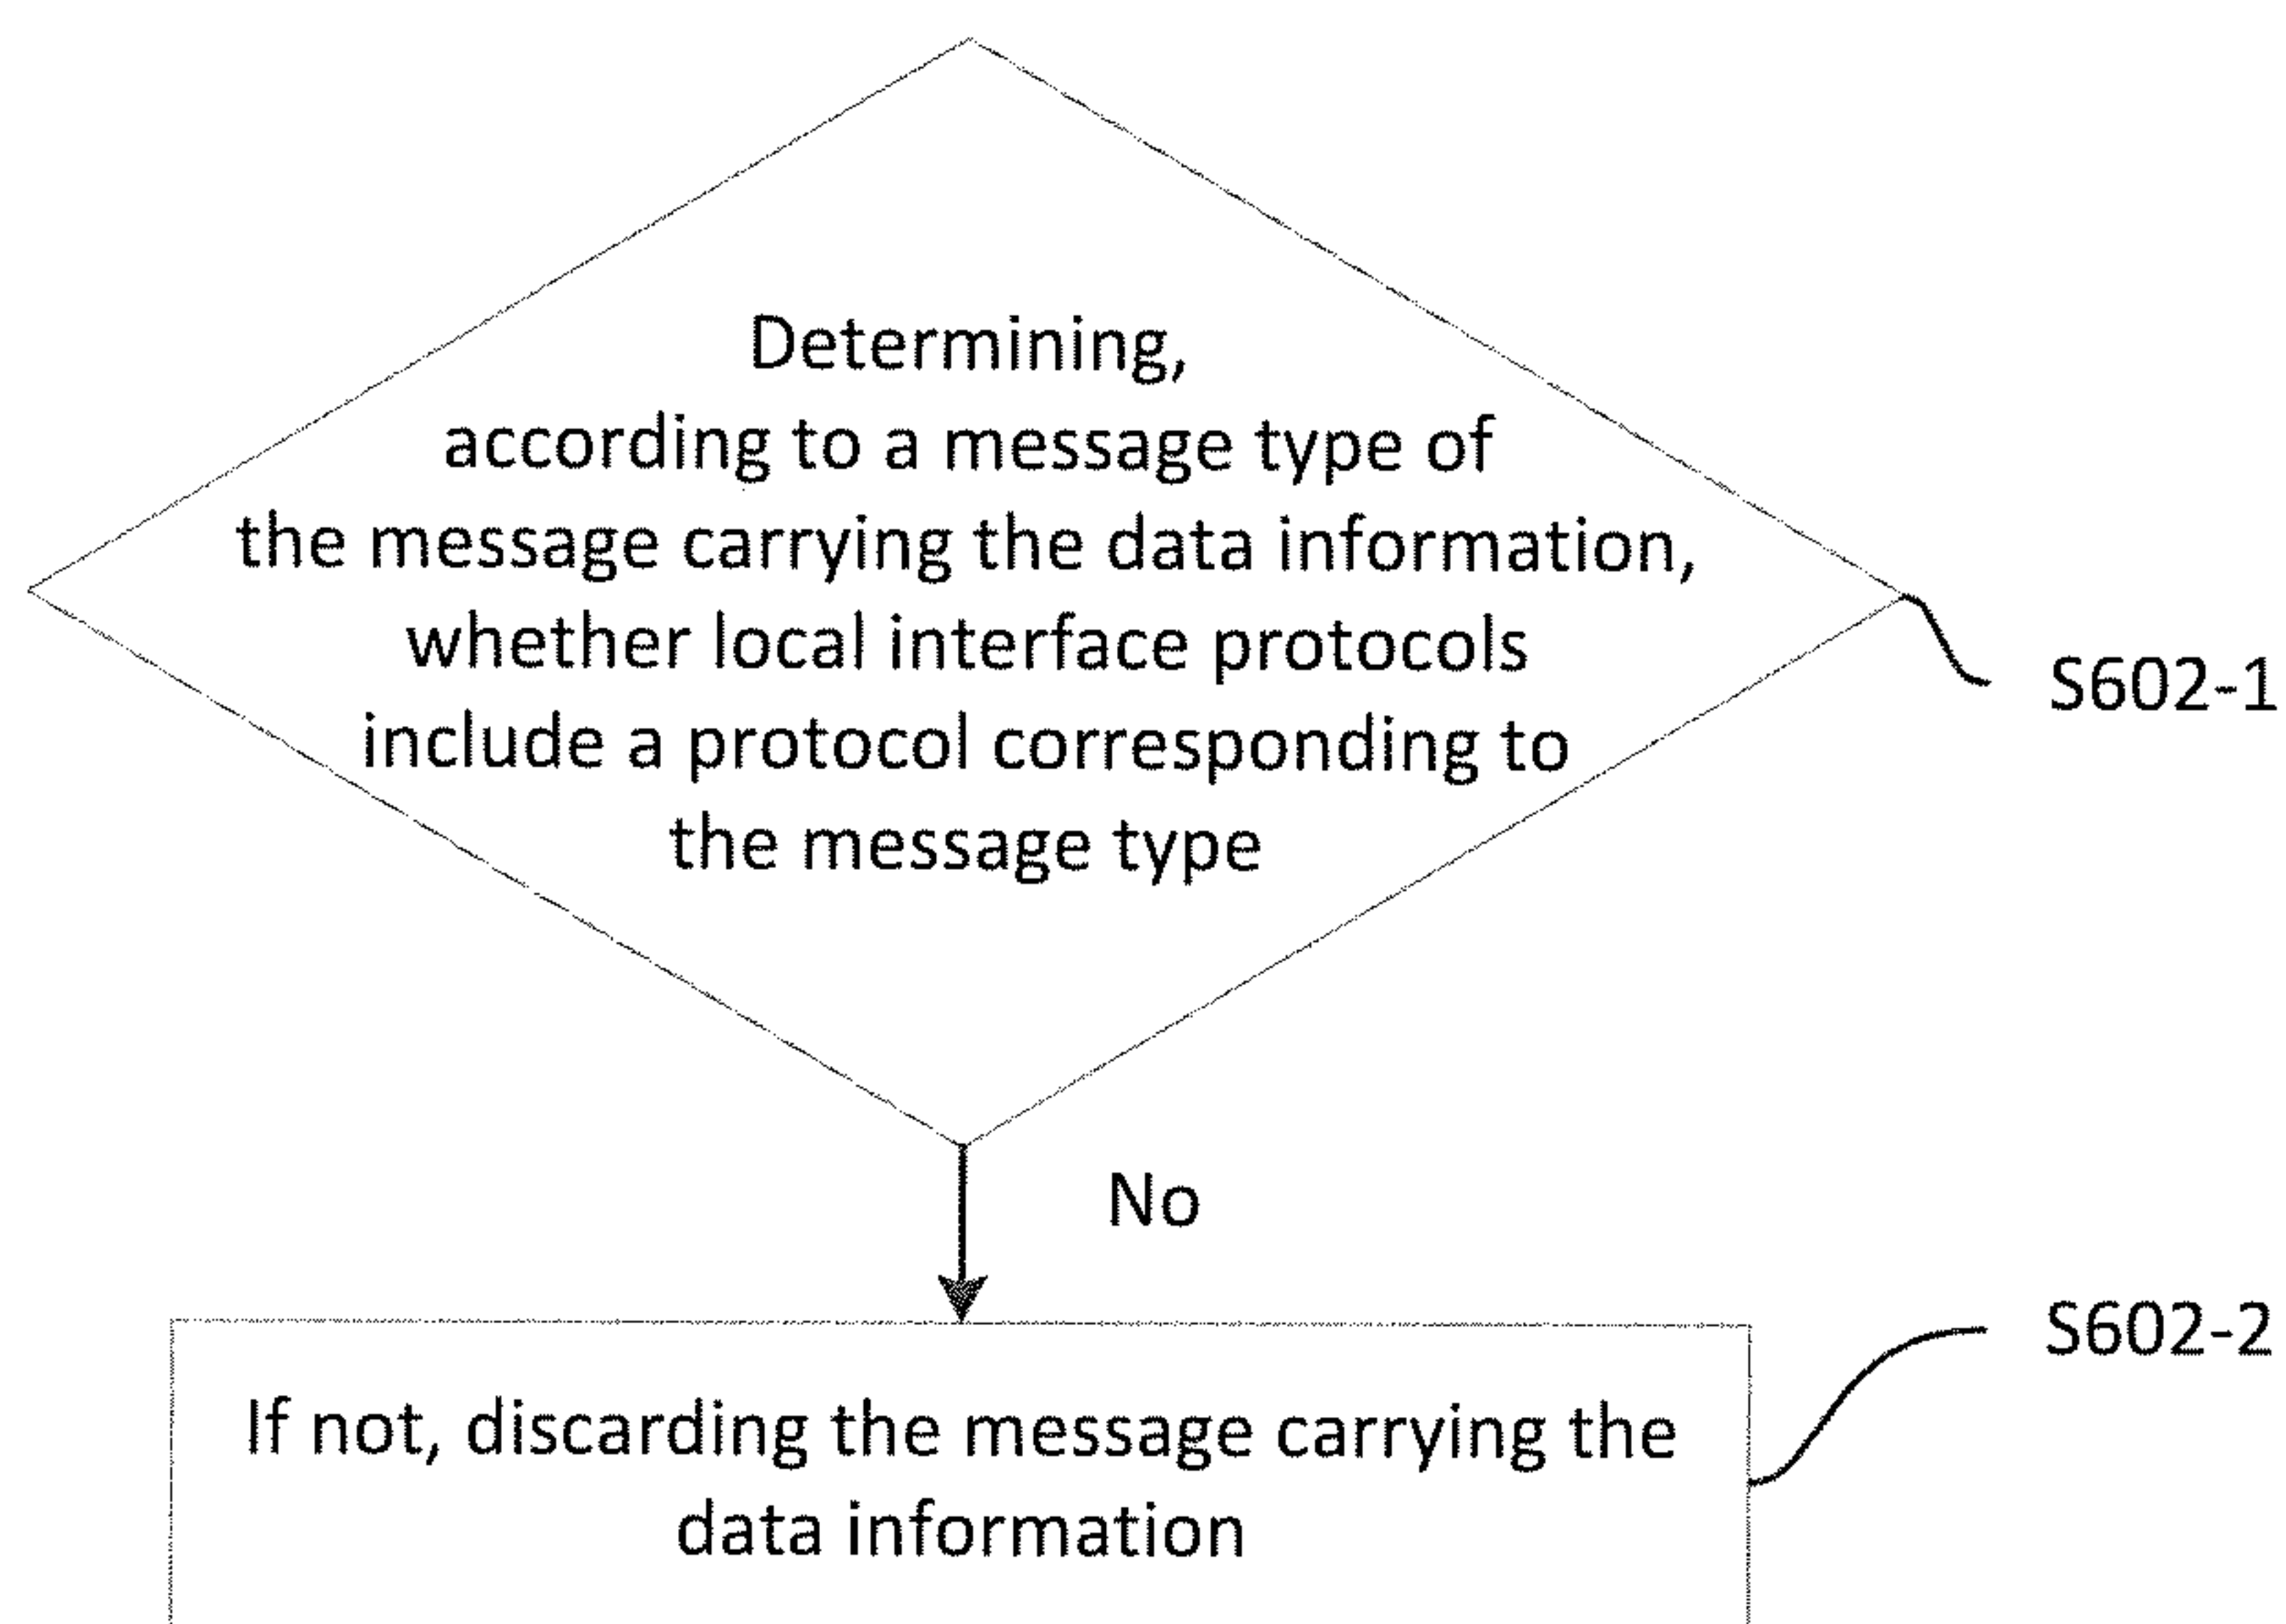 Determining,
according to a message type of
the message carrying the data information,
whether local interface protocols
include a protocol corresponding to
the message type
S602-1
No
S602-2
If not, discarding the message carrying the
data information